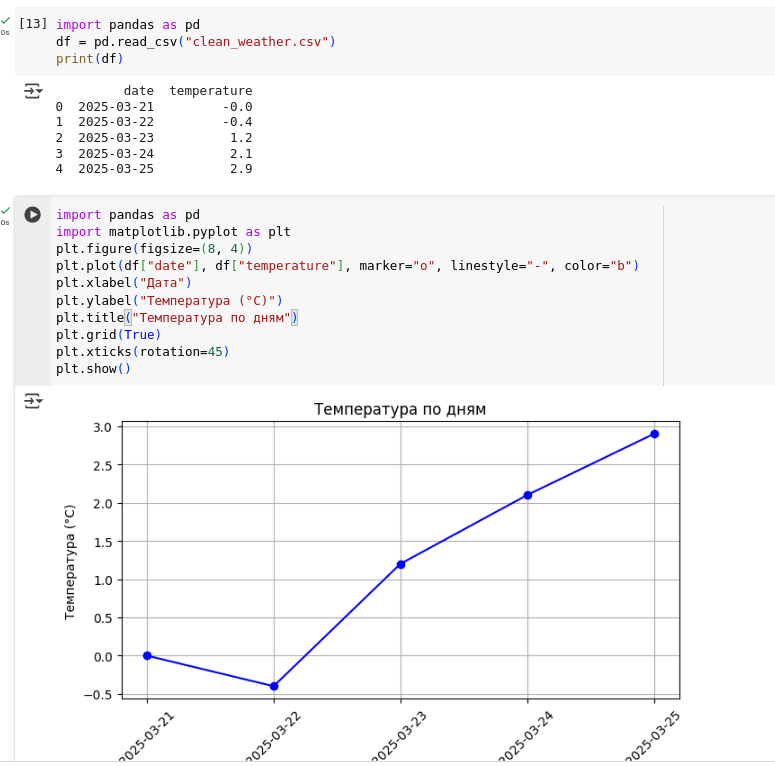 [13] import pandas as pd
df = pd.read_csv("clean_weather.csv")
print(df)
0s
date temperature
0 2025-03-21 -0.0
1 2025-03-22 -0.4
2 2025-03-23 1.2
3 2025-03-24 2.1
4 2025-03-25 2.9
0s
import pandas as pd
import matplotlib.pyplot as plt
plt.figure(figsize=(8, 4))
plt.plot(df["date"], df["temperature"], marker="o", linestyle="-", color="b")
plt.xlabel("Дата")
plt.ylabel("Температура (°C)")
plt.title("Температура по дням")
plt.grid(True)
plt.xticks(rotation=45)
plt.show()
Температура по дням
Температура (°C)
3.0
2.5
2.0
1.5
1.0
0.5
0.0
−0.5
2025-03-21
2025-03-22
2025-03-23
2025-03-24
2025-03-25